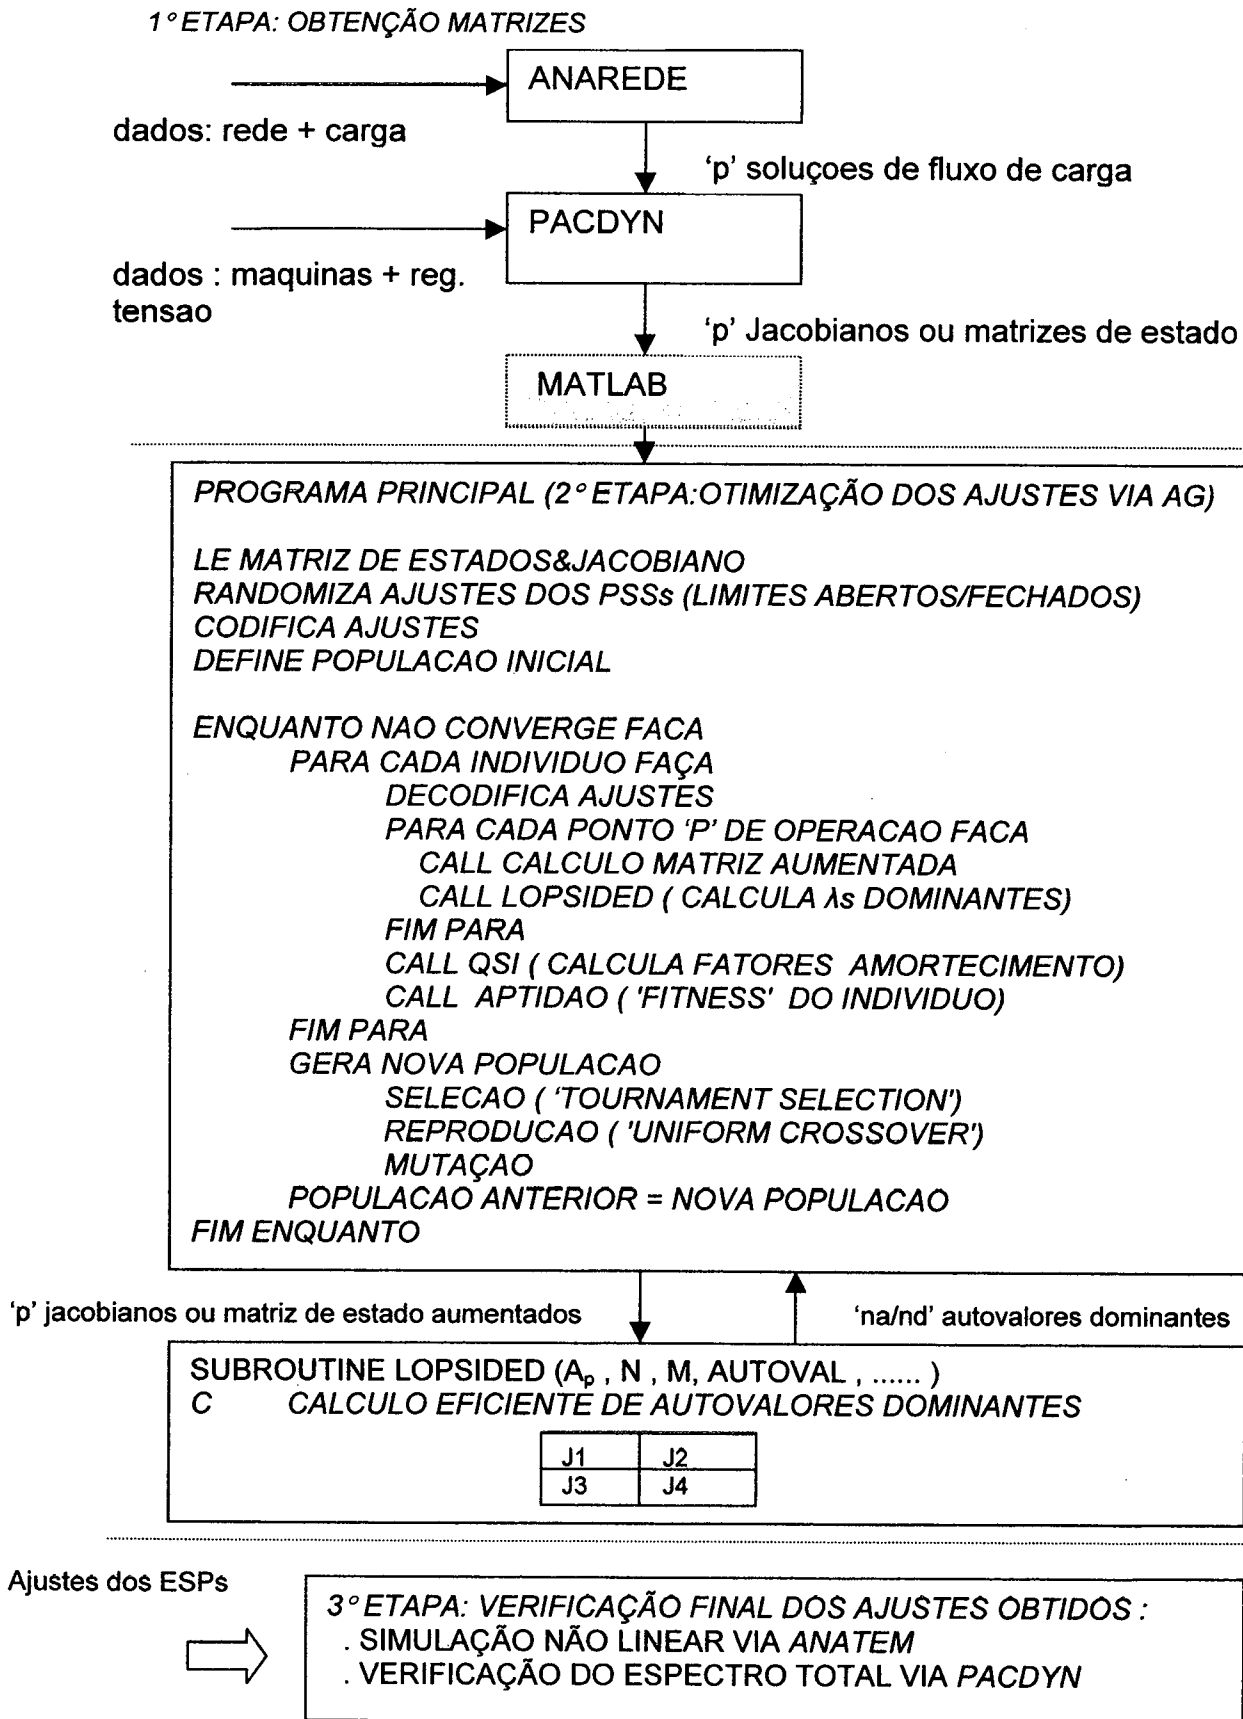 1º ETAPA: OBTENÇÃO MATRIZES
ANAREDE
dados: rede + carga
'p' soluçoes de fluxo de carga
PACDYN
dados : maquinas + reg.
tensao
'p' Jacobianos ou matrizes de estado
MATLAB
PROGRAMA PRINCIPAL (2º ETAPA:OTIMIZAÇÃO DOS AJUSTES VIA AG)
LE MATRIZ DE ESTADOS&JACOBIANO
RANDOMIZA AJUSTES DOS PSSs (LIMITES ABERTOS/FECHADOS)
CODIFICA AJUSTES
DEFINE POPULACAO INICIAL
ENQUANTO NAO CONVERGE FACA
PARA CADA INDIVIDUO FAÇA
DECODIFICA AJUSTES
PARA CADA PONTO 'P' DE OPERACAO FACA
CALL CALCULO MATRIZ AUMENTADA
CALL LOPSIDED ( CALCULA λs DOMINANTES)
FIM PARA
CALL QSI ( CALCULA FATORES AMORTECIMENTO)
CALL APTIDAO ( 'FITNESS' DO INDIVIDUO)
FIM PARA
GERA NOVA POPULACAO
SELECAO ( 'TOURNAMENT SELECTION')
REPRODUCAO ( 'UNIFORM CROSSOVER')
MUTAÇAO
POPULACAO ANTERIOR = NOVA POPULACAO
FIM ENQUANTO
'p' jacobianos ou matriz de estado aumentados
'na/nd' autovalores dominantes
SUBROUTINE LOPSIDED (Aₚ , N , M, AUTOVAL , ...... )
C CALCULO EFICIENTE DE AUTOVALORES DOMINANTES
J1 J2
J3 J4
Ajustes dos ESPs
3º ETAPA: VERIFICAÇÃO FINAL DOS AJUSTES OBTIDOS :
. SIMULAÇÃO NÃO LINEAR VIA ANATEM
. VERIFICAÇÃO DO ESPECTRO TOTAL VIA PACDYN